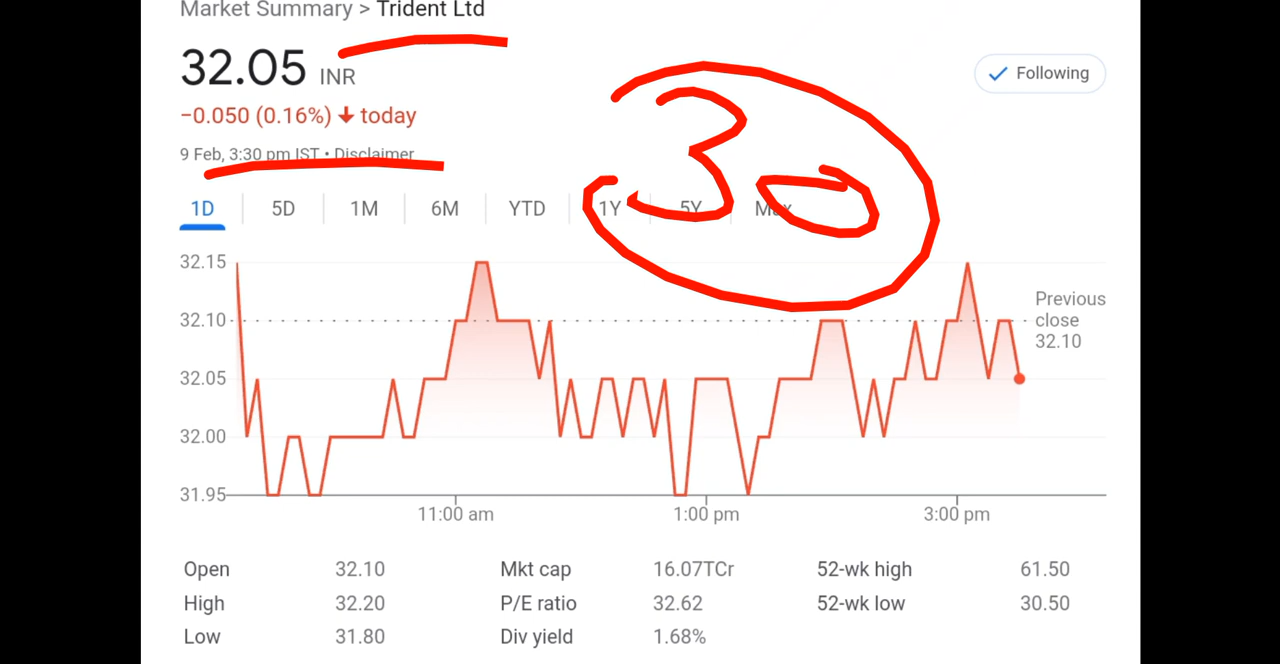 Market Summary > Trident Ltd
32.05 INR
Following
−0.050 (0.16%) ↓ today
9 Feb, 3:30 pm IST • Disclaimer
30
1D 5D 1M 6M YTD 1Y 5Y Max
32.15
32.10
32.05
32.00
31.95
Previous
close
32.10
11:00 am 1:00 pm 3:00 pm
Open 32.10 Mkt cap 16.07TCr 52-wk high 61.50
High 32.20 P/E ratio 32.62 52-wk low 30.50
Low 31.80 Div yield 1.68%